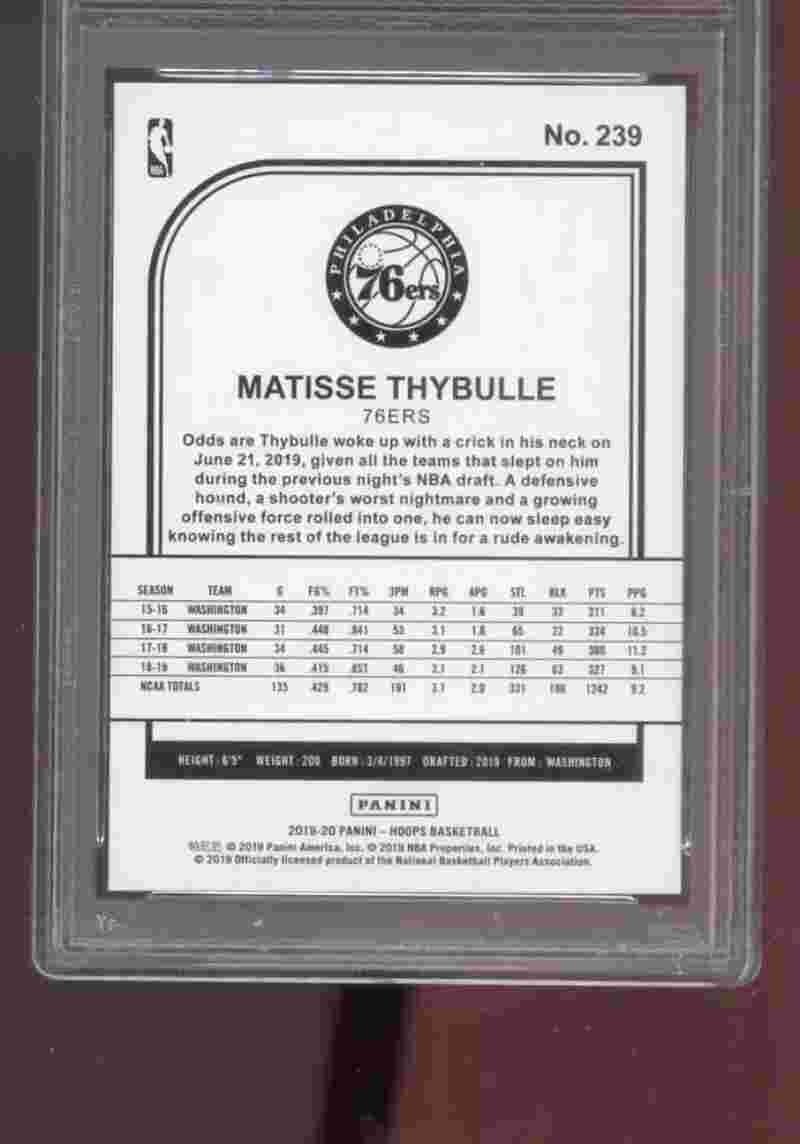 No. 239
NBA
PHILADELPHIA
76ers
MATISSE THYBULLE
76ERS
Odds are Thybulle woke up with a crick in his neck on
June 21, 2019, given all the teams that slept on him
during the previous night's NBA draft. A defensive
hound, a shooter's worst nightmare and a growing
offensive force rolled into one, he can now sleep easy
knowing the rest of the league is in for a rude awakening.
SEASON TEAM G FG% FT% 3PM RPG APG STL BLK PTS PPG
15-16 WASHINGTON 34 .397 .714 34 3.2 1.6 32 211 6.2
16-17 WASHINGTON 31 .448 .841 53 3.1 1.8 65 22 324 10.5
17-18 WASHINGTON 34 .445 .714 58 2.9 2.6 101 49 380 11.2
18-19 WASHINGTON 36 .415 .851 46 3.1 2.1 126 83 327 9.1
NCAA TOTALS 135 .429 .782 191 3.1 2.0 331 186 1242 9.2
HEIGHT: 6'5" WEIGHT: 200 BORN: 3/4/1997 DRAFTED: 2019 FROM: WASHINGTON
PANINI
2019-20 PANINI – HOOPS BASKETBALL
© 2019 Panini America, Inc. © 2019 NBA Properties, Inc. Printed in the USA.
© 2019 Officially licensed product of the National Basketball Players Association.